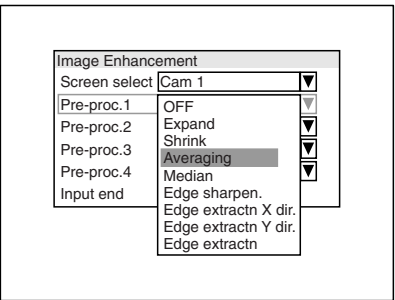 Image Enhancement
Screen select Cam 1
Pre-proc.1
OFF
Expand
Pre-proc.2
Shrink
Pre-proc.3
Averaging
Pre-proc.4
Median
Input end
Edge sharpen.
Edge extractn X dir.
Edge extractn Y dir.
Edge extractn